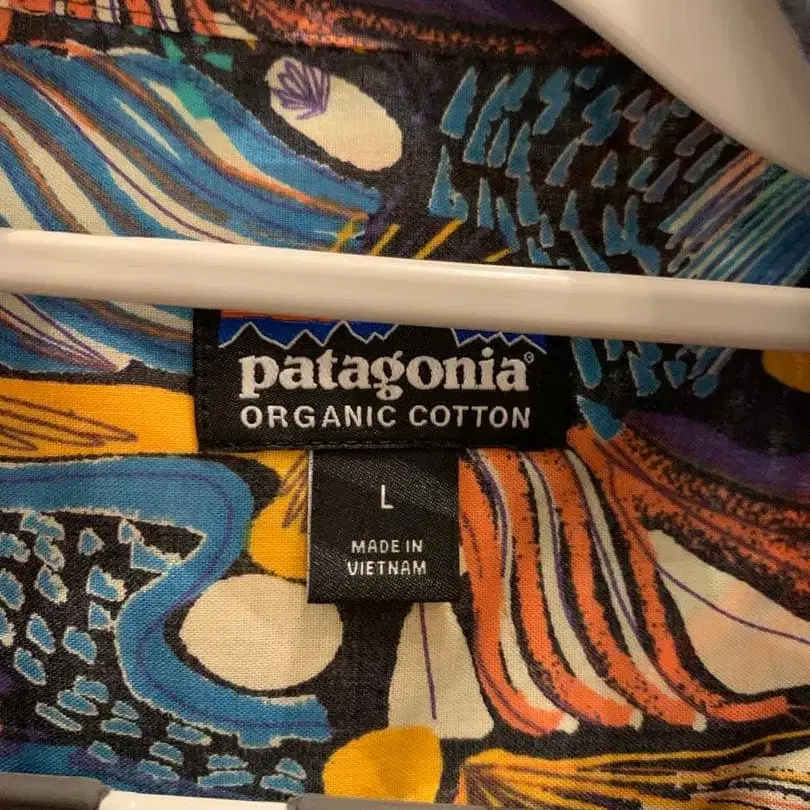 patagonia®
ORGANIC COTTON
L
MADE IN
VIETNAM